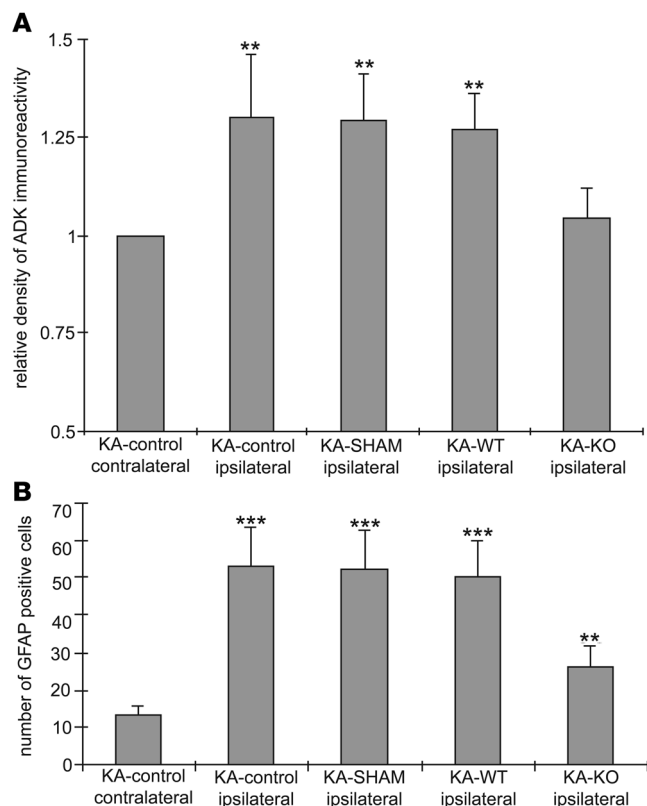 A
relative density of ADK immunoreactivity
1.5
1.25
1
0.75
0.5
**
**
**
KA-control
contralateral
KA-control
ipsilateral
KA-SHAM
ipsilateral
KA-WT
ipsilateral
KA-KO
ipsilateral
B
number of GFAP positive cells
70
60
50
40
30
20
10
0
***
***
***
**
KA-control
contralateral
KA-control
ipsilateral
KA-SHAM
ipsilateral
KA-WT
ipsilateral
KA-KO
ipsilateral